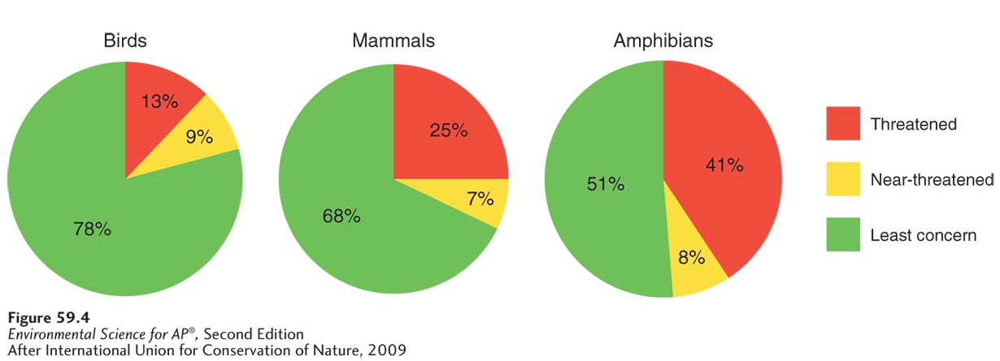 Birds
Mammals
Amphibians
13%
9%
78%
25%
7%
68%
41%
8%
51%
Threatened
Near-threatened
Least concern
Figure 59.4
Environmental Science for AP®, Second Edition
After International Union for Conservation of Nature, 2009